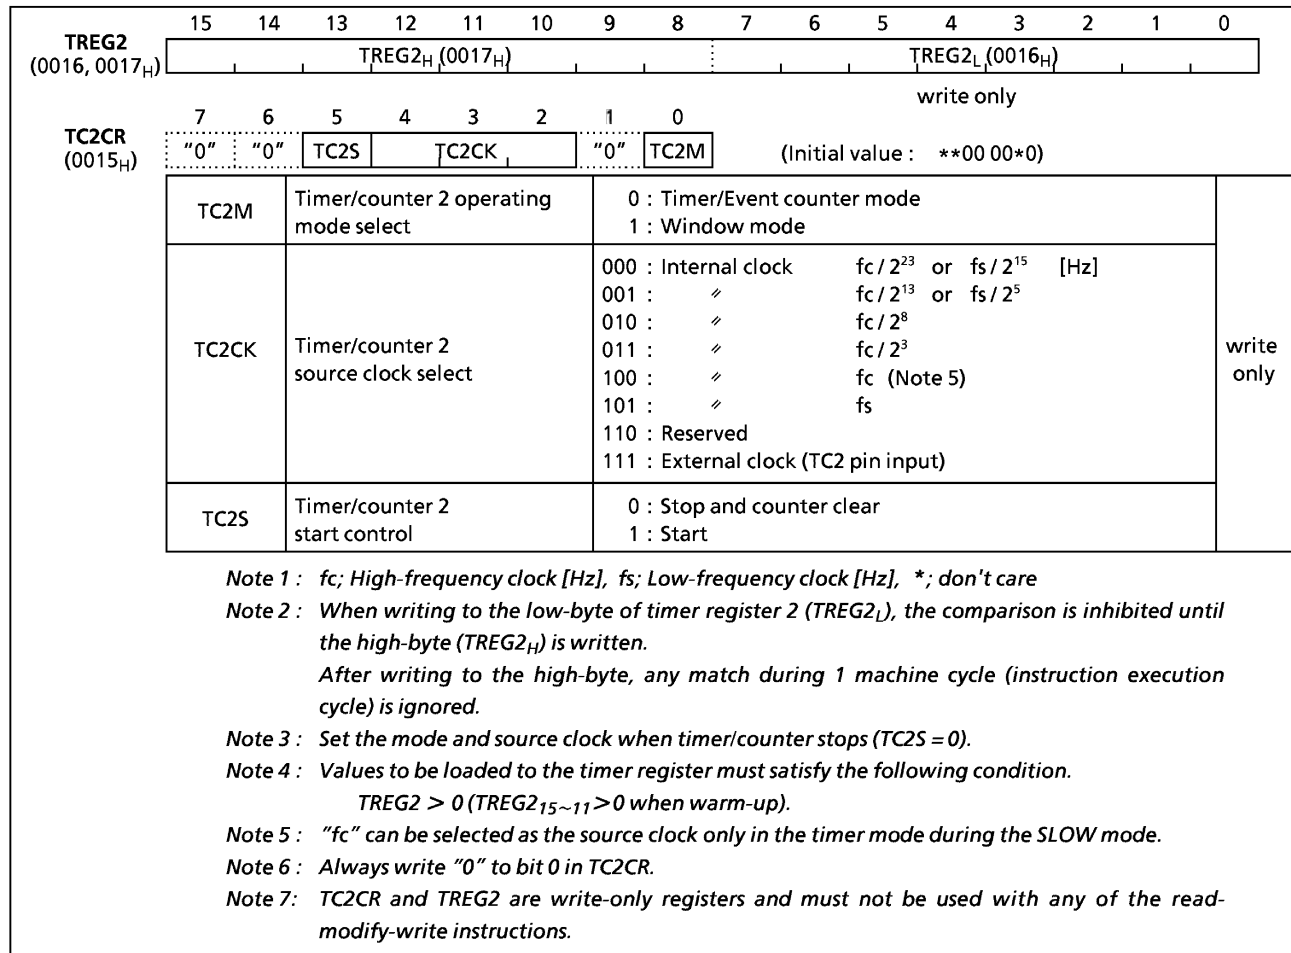 15 14 13 12 11 10 9 8 7 6 5 4 3 2 1 0
TREG2
(0016, 0017H) TREG2H (0017H) TREG2L (0016H)
write only
7 6 5 4 3 2 1 0
TC2CR
(0015H) "0" "0" TC2S TC2CK "0" TC2M (Initial value : **00 00*0)
TC2M Timer/counter 2 operating mode select
0 : Timer/Event counter mode
1 : Window mode
TC2CK Timer/counter 2 source clock select
000 : Internal clock fc / 2²³ or fs / 2¹⁵ [Hz]
001 : 〃 fc / 2¹³ or fs / 2⁵
010 : 〃 fc / 2⁸
011 : 〃 fc / 2³
100 : 〃 fc (Note 5)
101 : 〃 fs
110 : Reserved
111 : External clock (TC2 pin input)
TC2S Timer/counter 2 start control
0 : Stop and counter clear
1 : Start
write only
Note 1 : fc; High-frequency clock [Hz], fs; Low-frequency clock [Hz], *; don't care
Note 2 : When writing to the low-byte of timer register 2 (TREG2L), the comparison is inhibited until
the high-byte (TREG2H) is written.
After writing to the high-byte, any match during 1 machine cycle (instruction execution
cycle) is ignored.
Note 3 : Set the mode and source clock when timer/counter stops (TC2S = 0).
Note 4 : Values to be loaded to the timer register must satisfy the following condition.
TREG2 > 0 (TREG215~11 > 0 when warm-up).
Note 5 : "fc" can be selected as the source clock only in the timer mode during the SLOW mode.
Note 6 : Always write "0" to bit 0 in TC2CR.
Note 7: TC2CR and TREG2 are write-only registers and must not be used with any of the read-
modify-write instructions.